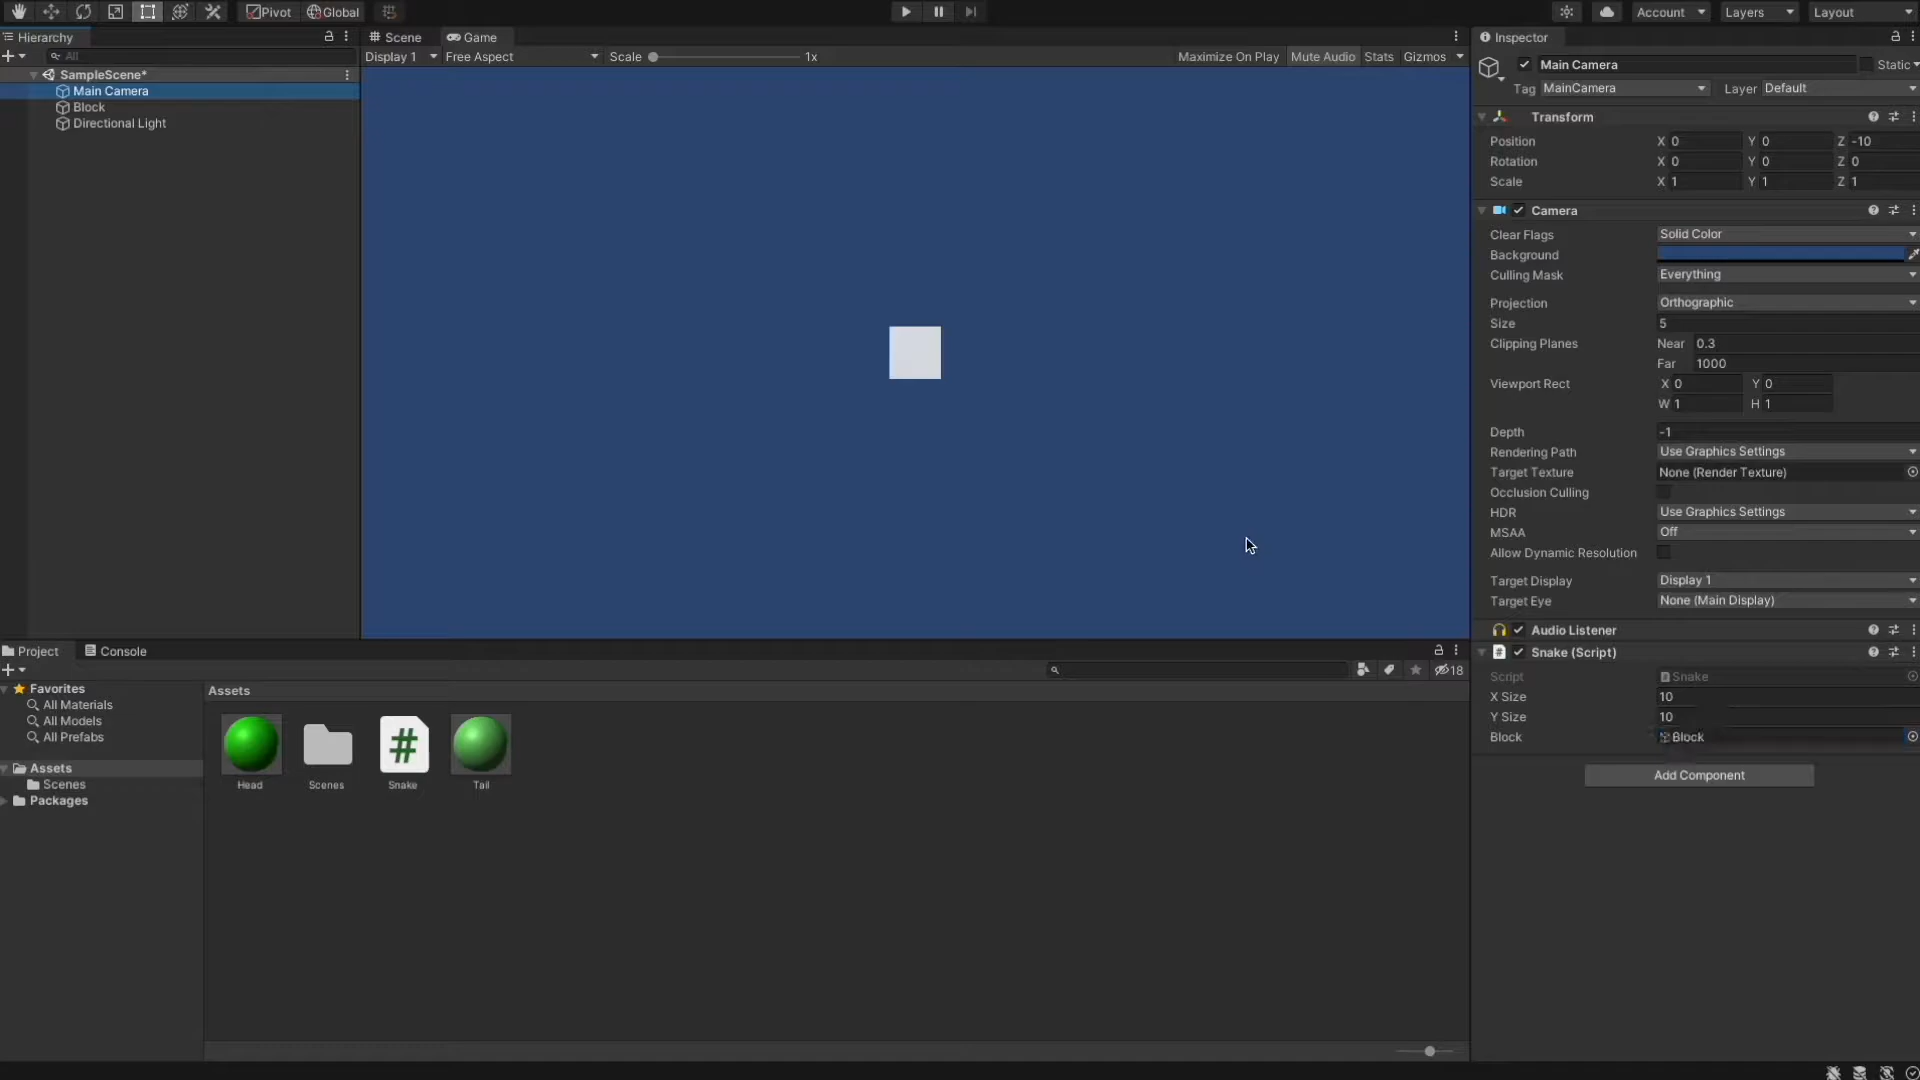 Pivot Global Account Layers Layout
Hierarchy
All
SampleScene*
Main Camera
Block
Directional Light
Scene Game
Display 1 Free Aspect Scale 1x Maximize On Play Mute Audio Stats Gizmos
Inspector
Main Camera Static
Tag MainCamera Layer Default
Transform
Position X 0 Y 0 Z -10
Rotation X 0 Y 0 Z 0
Scale X 1 Y 1 Z 1
Camera
Clear Flags Solid Color
Background
Culling Mask Everything
Projection Orthographic
Size 5
Clipping Planes Near 0.3
Far 1000
Viewport Rect X 0 Y 0
W 1 H 1
Depth -1
Rendering Path Use Graphics Settings
Target Texture None (Render Texture)
Occlusion Culling
HDR Use Graphics Settings
MSAA Off
Allow Dynamic Resolution
Target Display Display 1
Target Eye None (Main Display)
Audio Listener
# Snake (Script)
Script Snake
X Size 10
Y Size 10
Block Block
Add Component
Project Console
18
Favorites
All Materials
All Models
All Prefabs
Assets
Scenes
Packages
Assets
#
Head Scenes Snake Tail